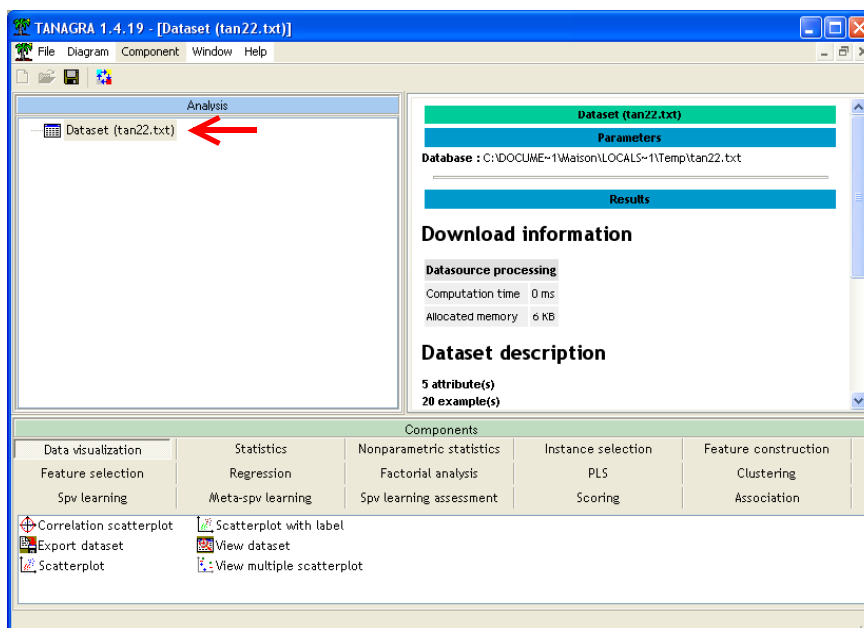 TANAGRA 1.4.19 - [Dataset (tan22.txt)]
File Diagram Component Window Help
Analysis
Dataset (tan22.txt)
Dataset (tan22.txt)
Parameters
Database : C:\DOCUME~1\Maison\LOCALS~1\Temp\tan22.txt
Results
Download information
Datasource processing
Computation time 0 ms
Allocated memory 6 KB
Dataset description
5 attribute(s)
20 example(s)
Components
Data visualization Statistics Nonparametric statistics Instance selection Feature construction
Feature selection Regression Factorial analysis PLS Clustering
Spv learning Meta-spv learning Spv learning assessment Scoring Association
Correlation scatterplot Scatterplot with label
Export dataset View dataset
Scatterplot View multiple scatterplot